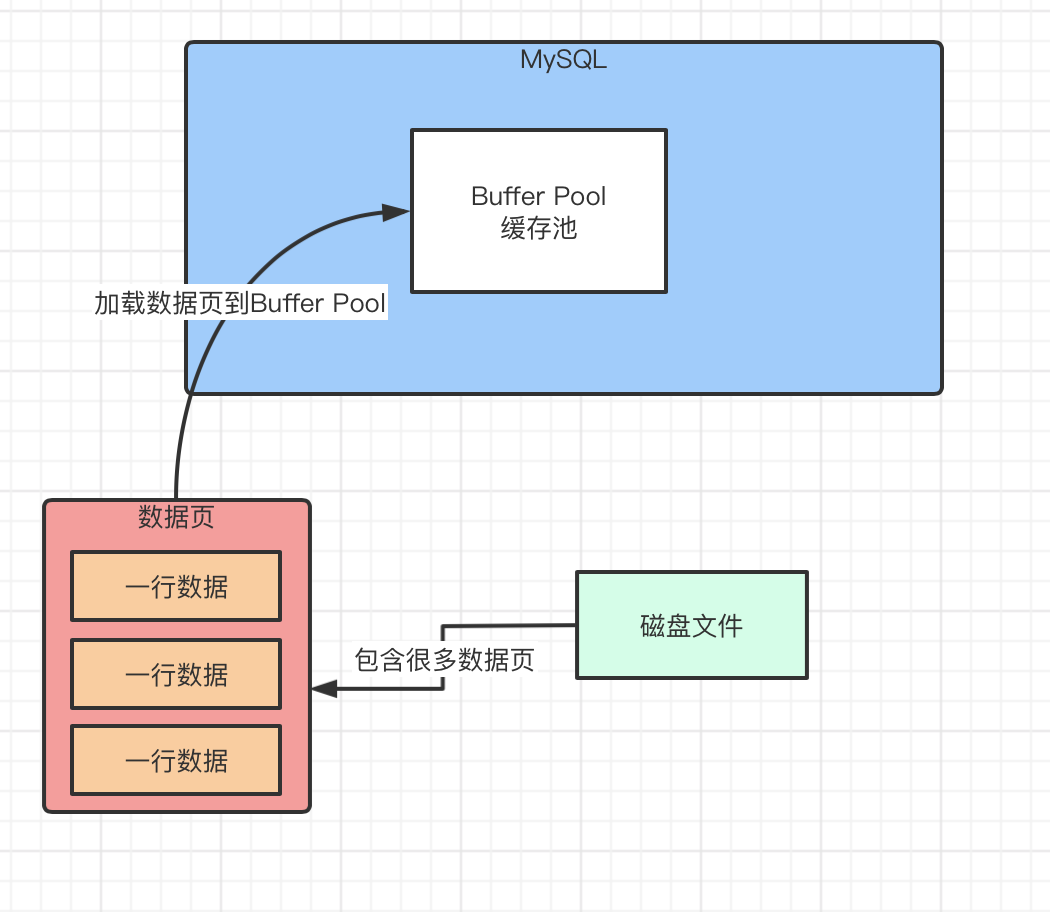 MySQL
Buffer Pool
缓存池
加载数据页到Buffer Pool
数据页
一行数据
一行数据
一行数据
磁盘文件
包含很多数据页